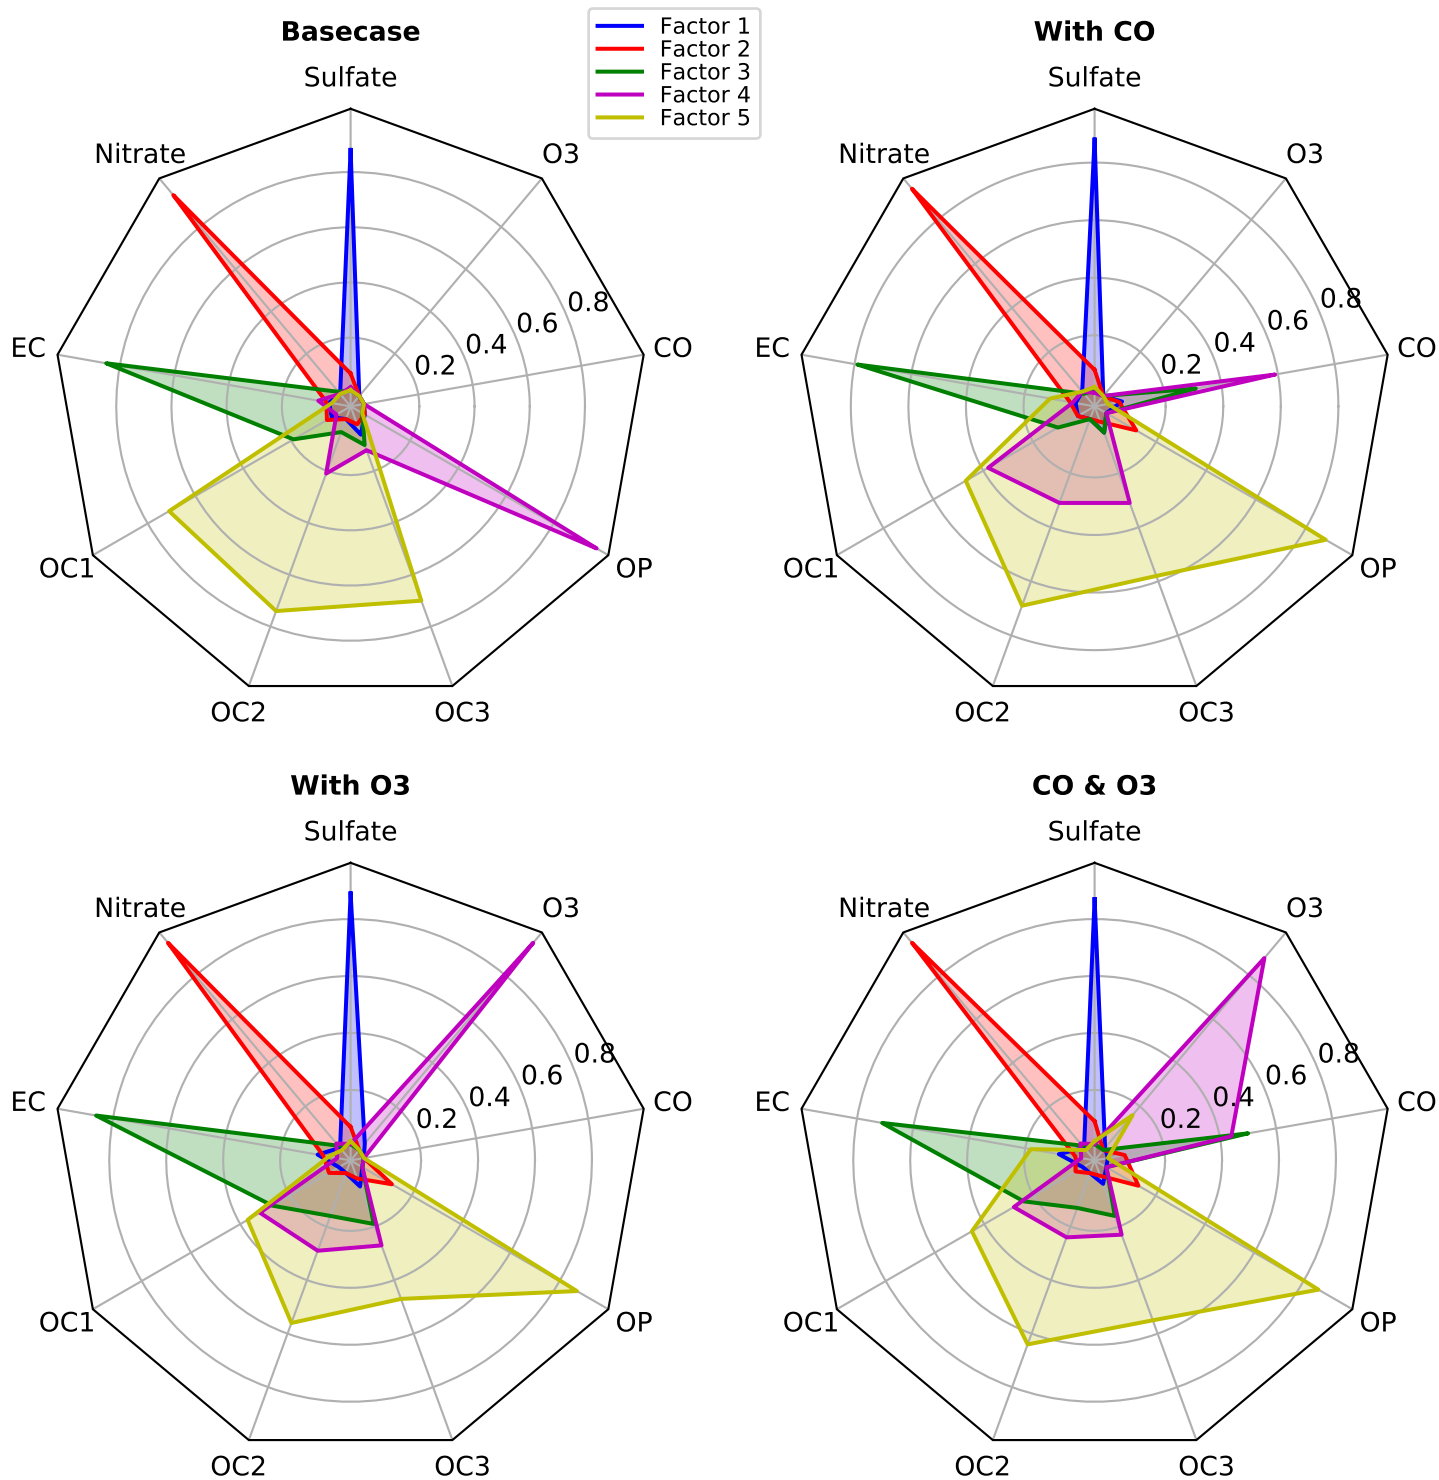 Basecase
Sulfate
O3
Nitrate
0.8
0.6
0.4
0.2
EC
CO
OC1
OP
OC2
OC3
Factor 1
Factor 2
Factor 3
Factor 4
Factor 5
With CO
Sulfate
O3
Nitrate
0.8
0.6
0.4
0.2
EC
CO
OC1
OP
OC2
OC3
With O3
Sulfate
O3
Nitrate
0.8
0.6
0.4
0.2
EC
CO
OC1
OP
OC2
OC3
CO & O3
Sulfate
O3
Nitrate
0.8
0.6
0.4
0.2
EC
CO
OC1
OP
OC2
OC3